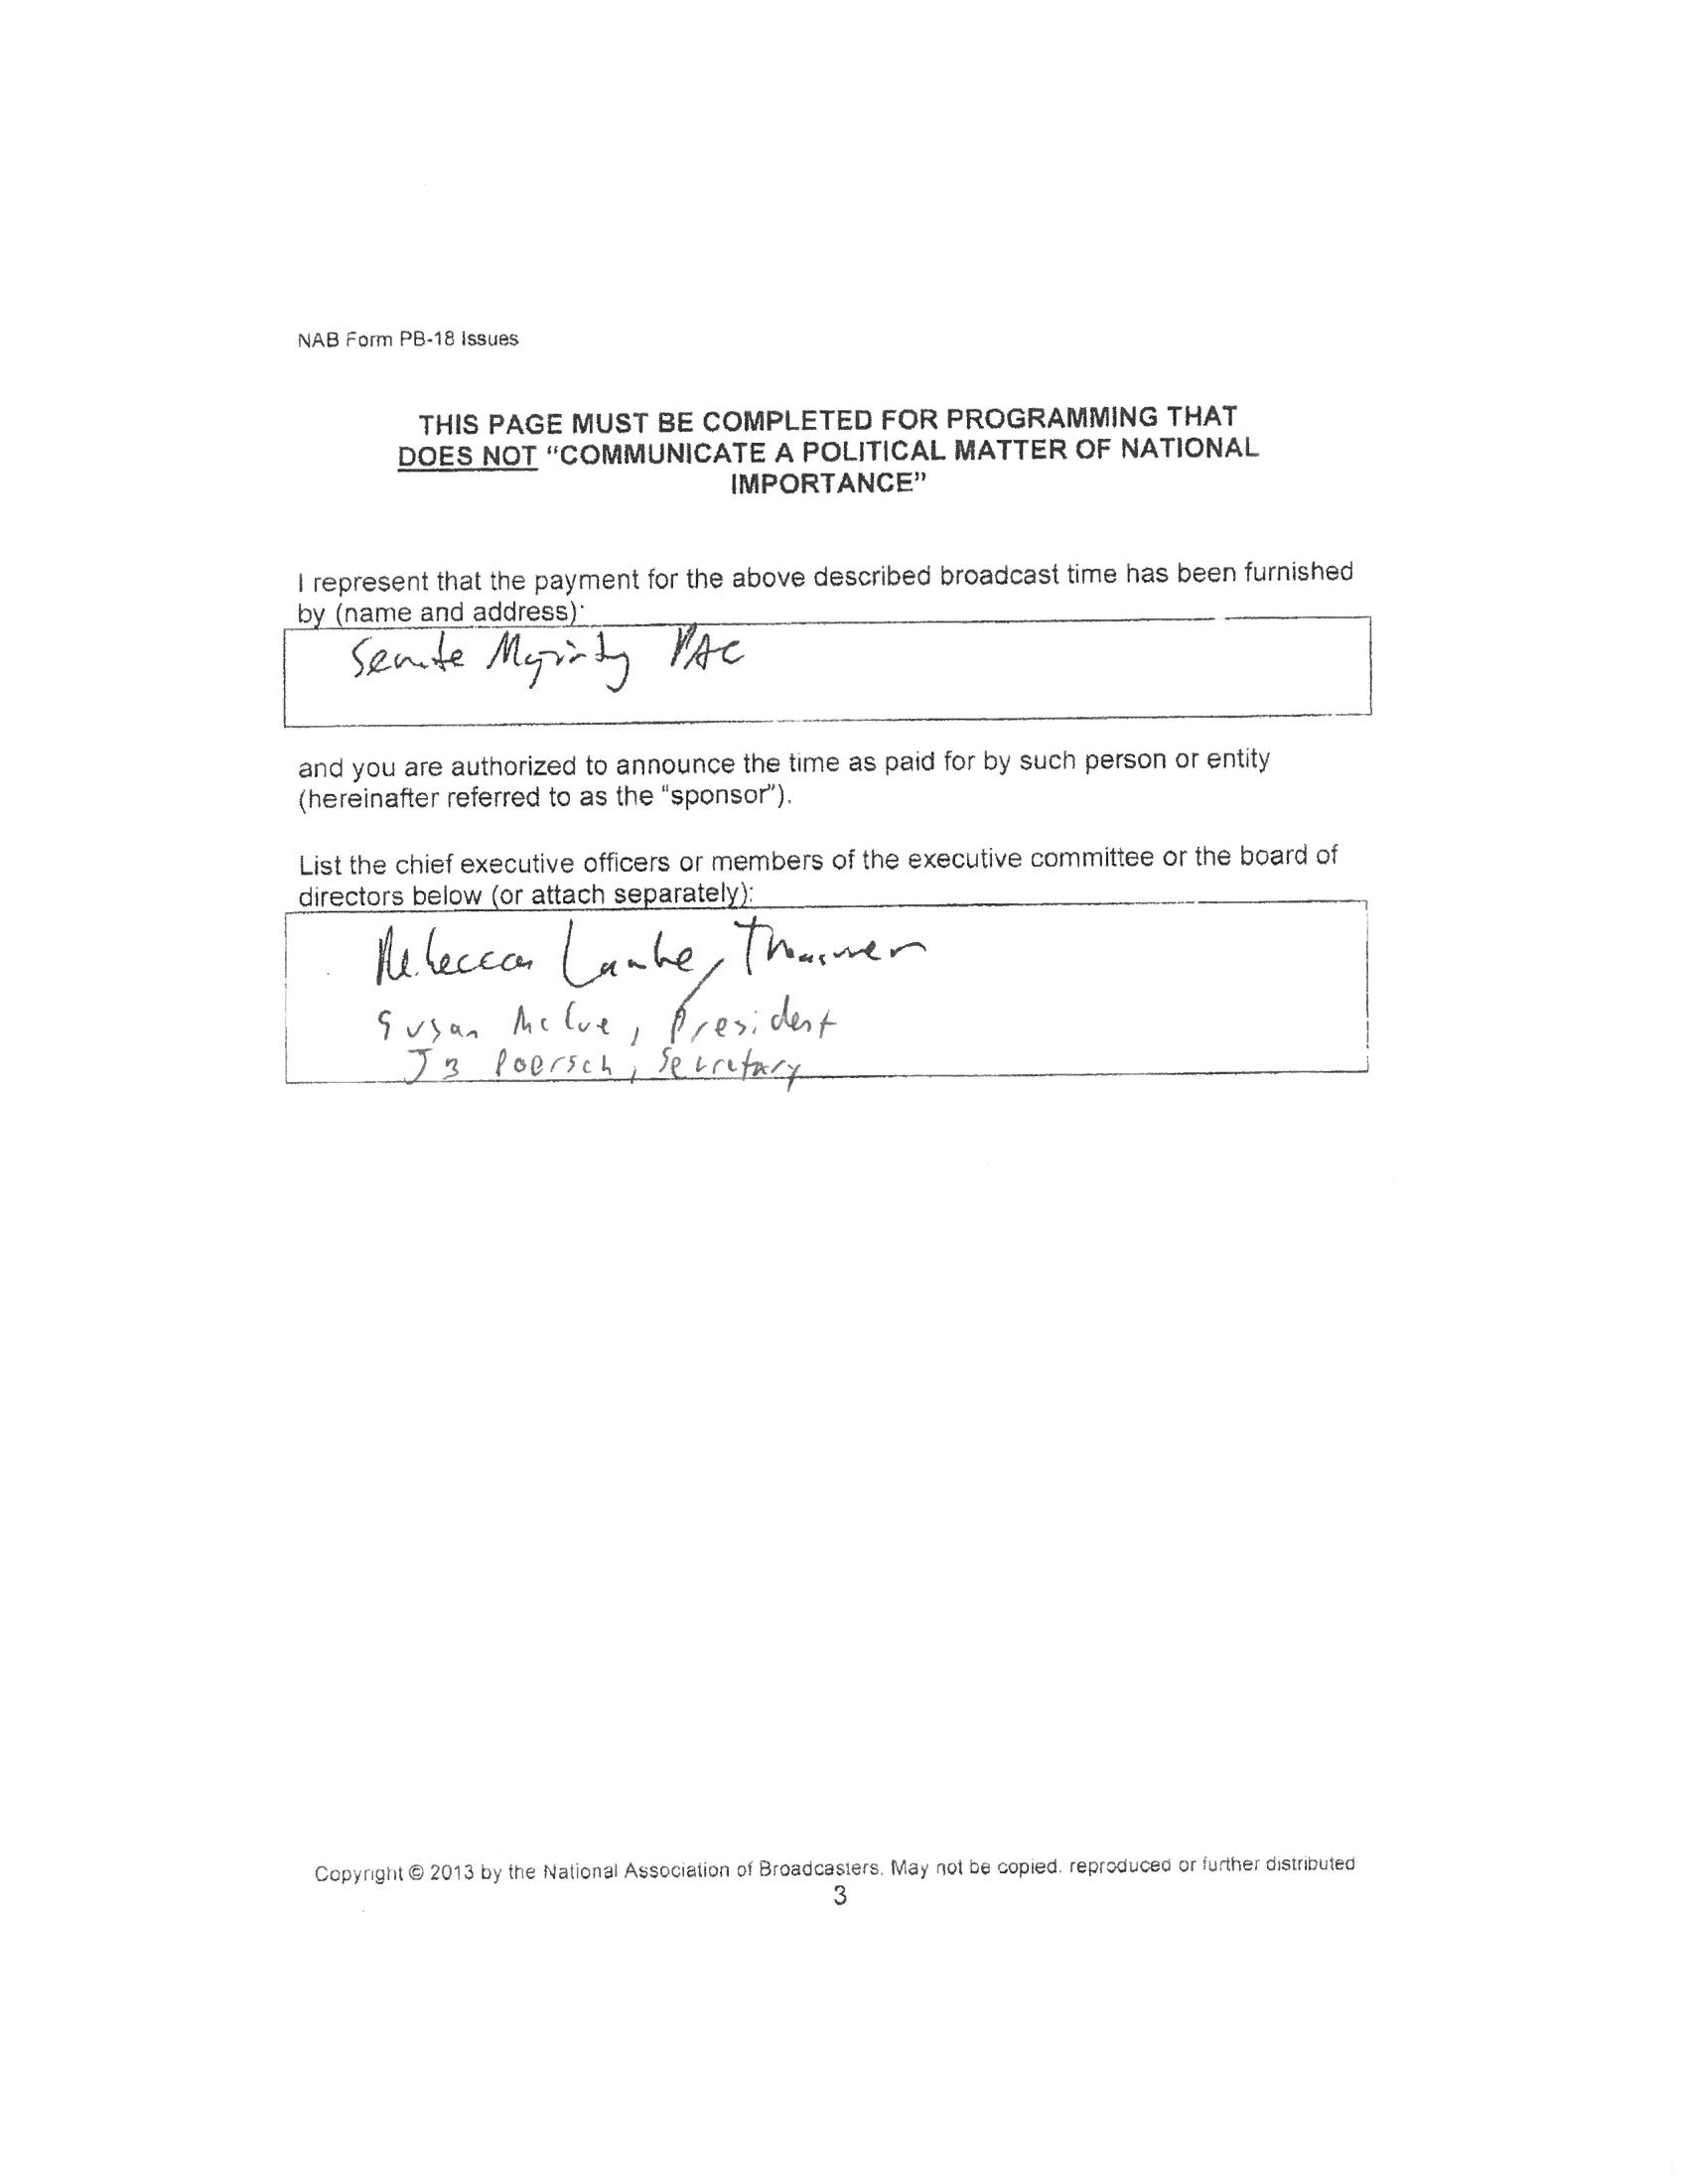 NAB Form PB-18 Issues
THIS PAGE MUST BE COMPLETED FOR PROGRAMMING THAT
DOES NOT “COMMUNICATE A POLITICAL MATTER OF NATIONAL
IMPORTANCE”
I represent that the payment for the above described broadcast time has been furnished
by (name and address):
Senate Majority PAC
and you are authorized to announce the time as paid for by such person or entity
(hereinafter referred to as the “sponsor”).
List the chief executive officers or members of the executive committee or the board of
directors below (or attach separately):
Rebecca Lambe,
Susan McCue, President
JB Poersch, Secretary
Copyright © 2013 by the National Association of Broadcasters. May not be copied, reproduced or further distributed
3